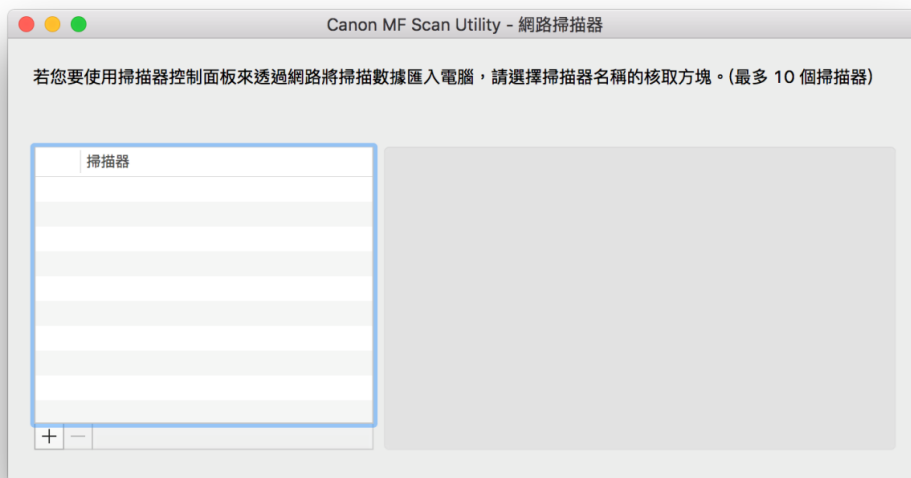 Canon MF Scan Utility - 網路掃描器
若您要使用掃描器控制面板來透過網路將掃描數據匯入電腦，請選擇掃描器名稱的核取方塊。(最多 10 個掃描器)
掃描器